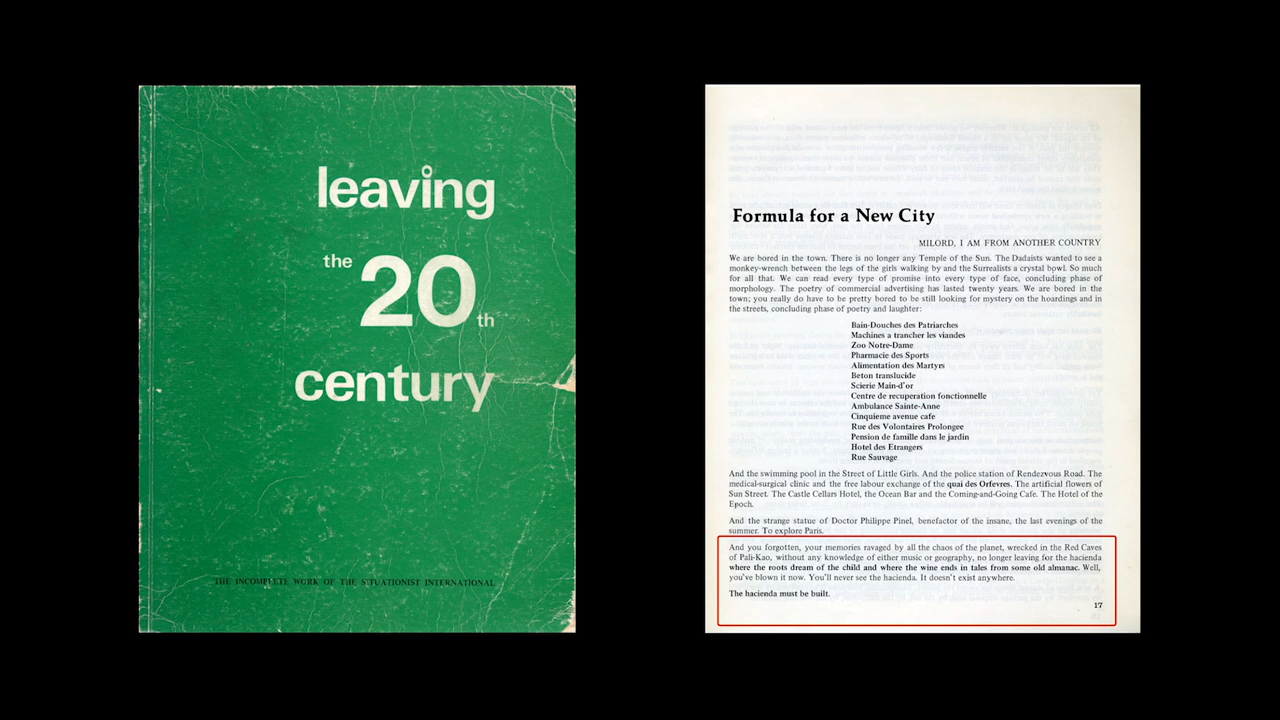 leaving
the 20 th
century
THE INCOMPLETE WORK OF THE SITUATIONIST INTERNATIONAL
Formula for a New City
MILORD, I AM FROM ANOTHER COUNTRY
We are bored in the town. There is no longer any Temple of the Sun. The Dadaists wanted to see a
monkey-wrench between the legs of the girls walking by and the Surrealists a crystal bowl. So much
for all that. We can read every type of promise into every type of face, concluding phase of
morphology. The poetry of commercial advertising has lasted twenty years. We are bored in the
town; you really do have to be pretty bored to be still looking for mystery on the hoardings and in
the streets, concluding phase of poetry and laughter:
Bain-Douches des Patriarches
Machines a trancher les viandes
Zoo Notre-Dame
Pharmacie des Sports
Alimentation des Martyrs
Beton translucide
Scierie Main-d'or
Centre de recuperation fonctionnelle
Ambulance Sainte-Anne
Cinquieme avenue cafe
Rue des Volontaires Prolongee
Pension de famille dans le jardin
Hotel des Etrangers
Rue Sauvage
And the swimming pool in the Street of Little Girls. And the police station of Rendezvous Road. The
medical-surgical clinic and the free labour exchange of the quai des Orfevres. The artificial flowers of
Sun Street. The Castle Cellars Hotel, the Ocean Bar and the Coming-and-Going Cafe. The Hotel of the
Epoch.
And the strange statue of Doctor Philippe Pinel, benefactor of the insane, the last evenings of the
summer. To explore Paris.
And you forgotten, your memories ravaged by all the chaos of the planet, wrecked in the Red Caves
of Pali-Kao, without any knowledge of either music or geography, no longer leaving for the hacienda
where the roots dream of the child and where the wine ends in tales from some old almanac. Well,
you've blown it now. You'll never see the hacienda. It doesn't exist anywhere.
The hacienda must be built.
17